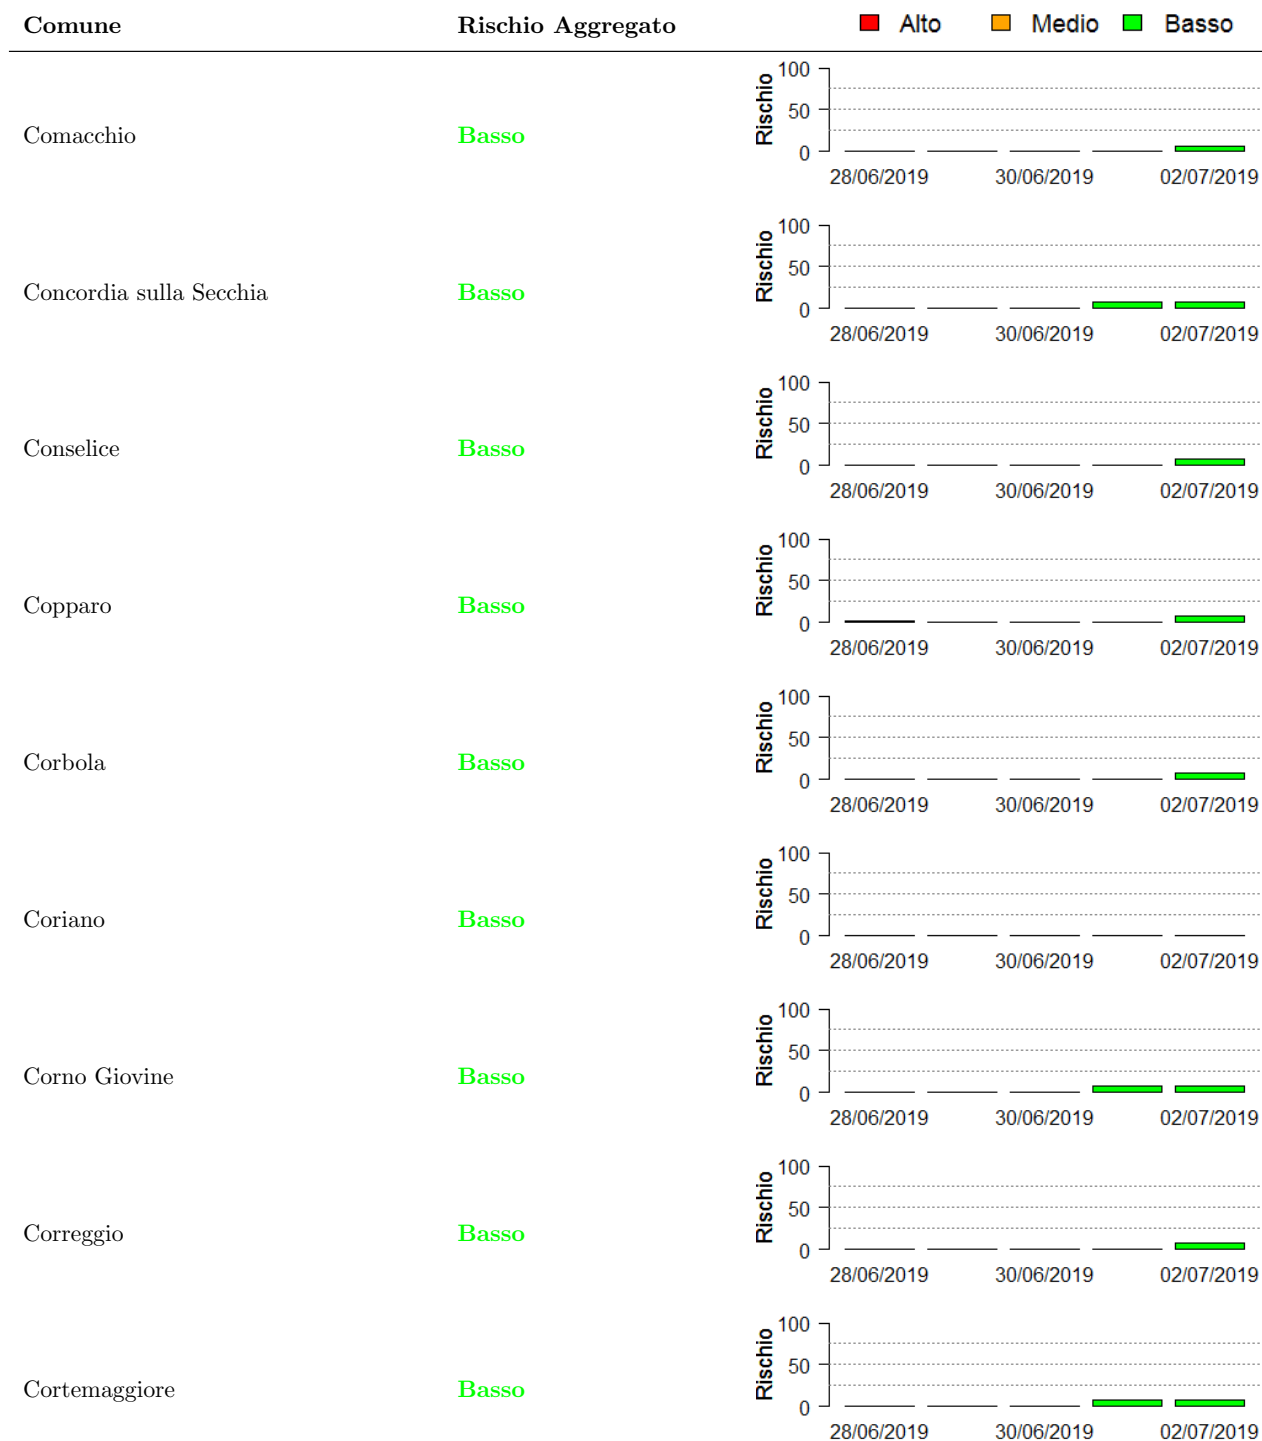 Comune Rischio Aggregato Alto Medio Basso
Comacchio Basso
Rischio
100
50
0
28/06/2019 30/06/2019 02/07/2019
Concordia sulla Secchia Basso
Rischio
100
50
0
28/06/2019 30/06/2019 02/07/2019
Conselice Basso
Rischio
100
50
0
28/06/2019 30/06/2019 02/07/2019
Copparo Basso
Rischio
100
50
0
28/06/2019 30/06/2019 02/07/2019
Corbola Basso
Rischio
100
50
0
28/06/2019 30/06/2019 02/07/2019
Coriano Basso
Rischio
100
50
0
28/06/2019 30/06/2019 02/07/2019
Corno Giovine Basso
Rischio
100
50
0
28/06/2019 30/06/2019 02/07/2019
Correggio Basso
Rischio
100
50
0
28/06/2019 30/06/2019 02/07/2019
Cortemaggiore Basso
Rischio
100
50
0
28/06/2019 30/06/2019 02/07/2019